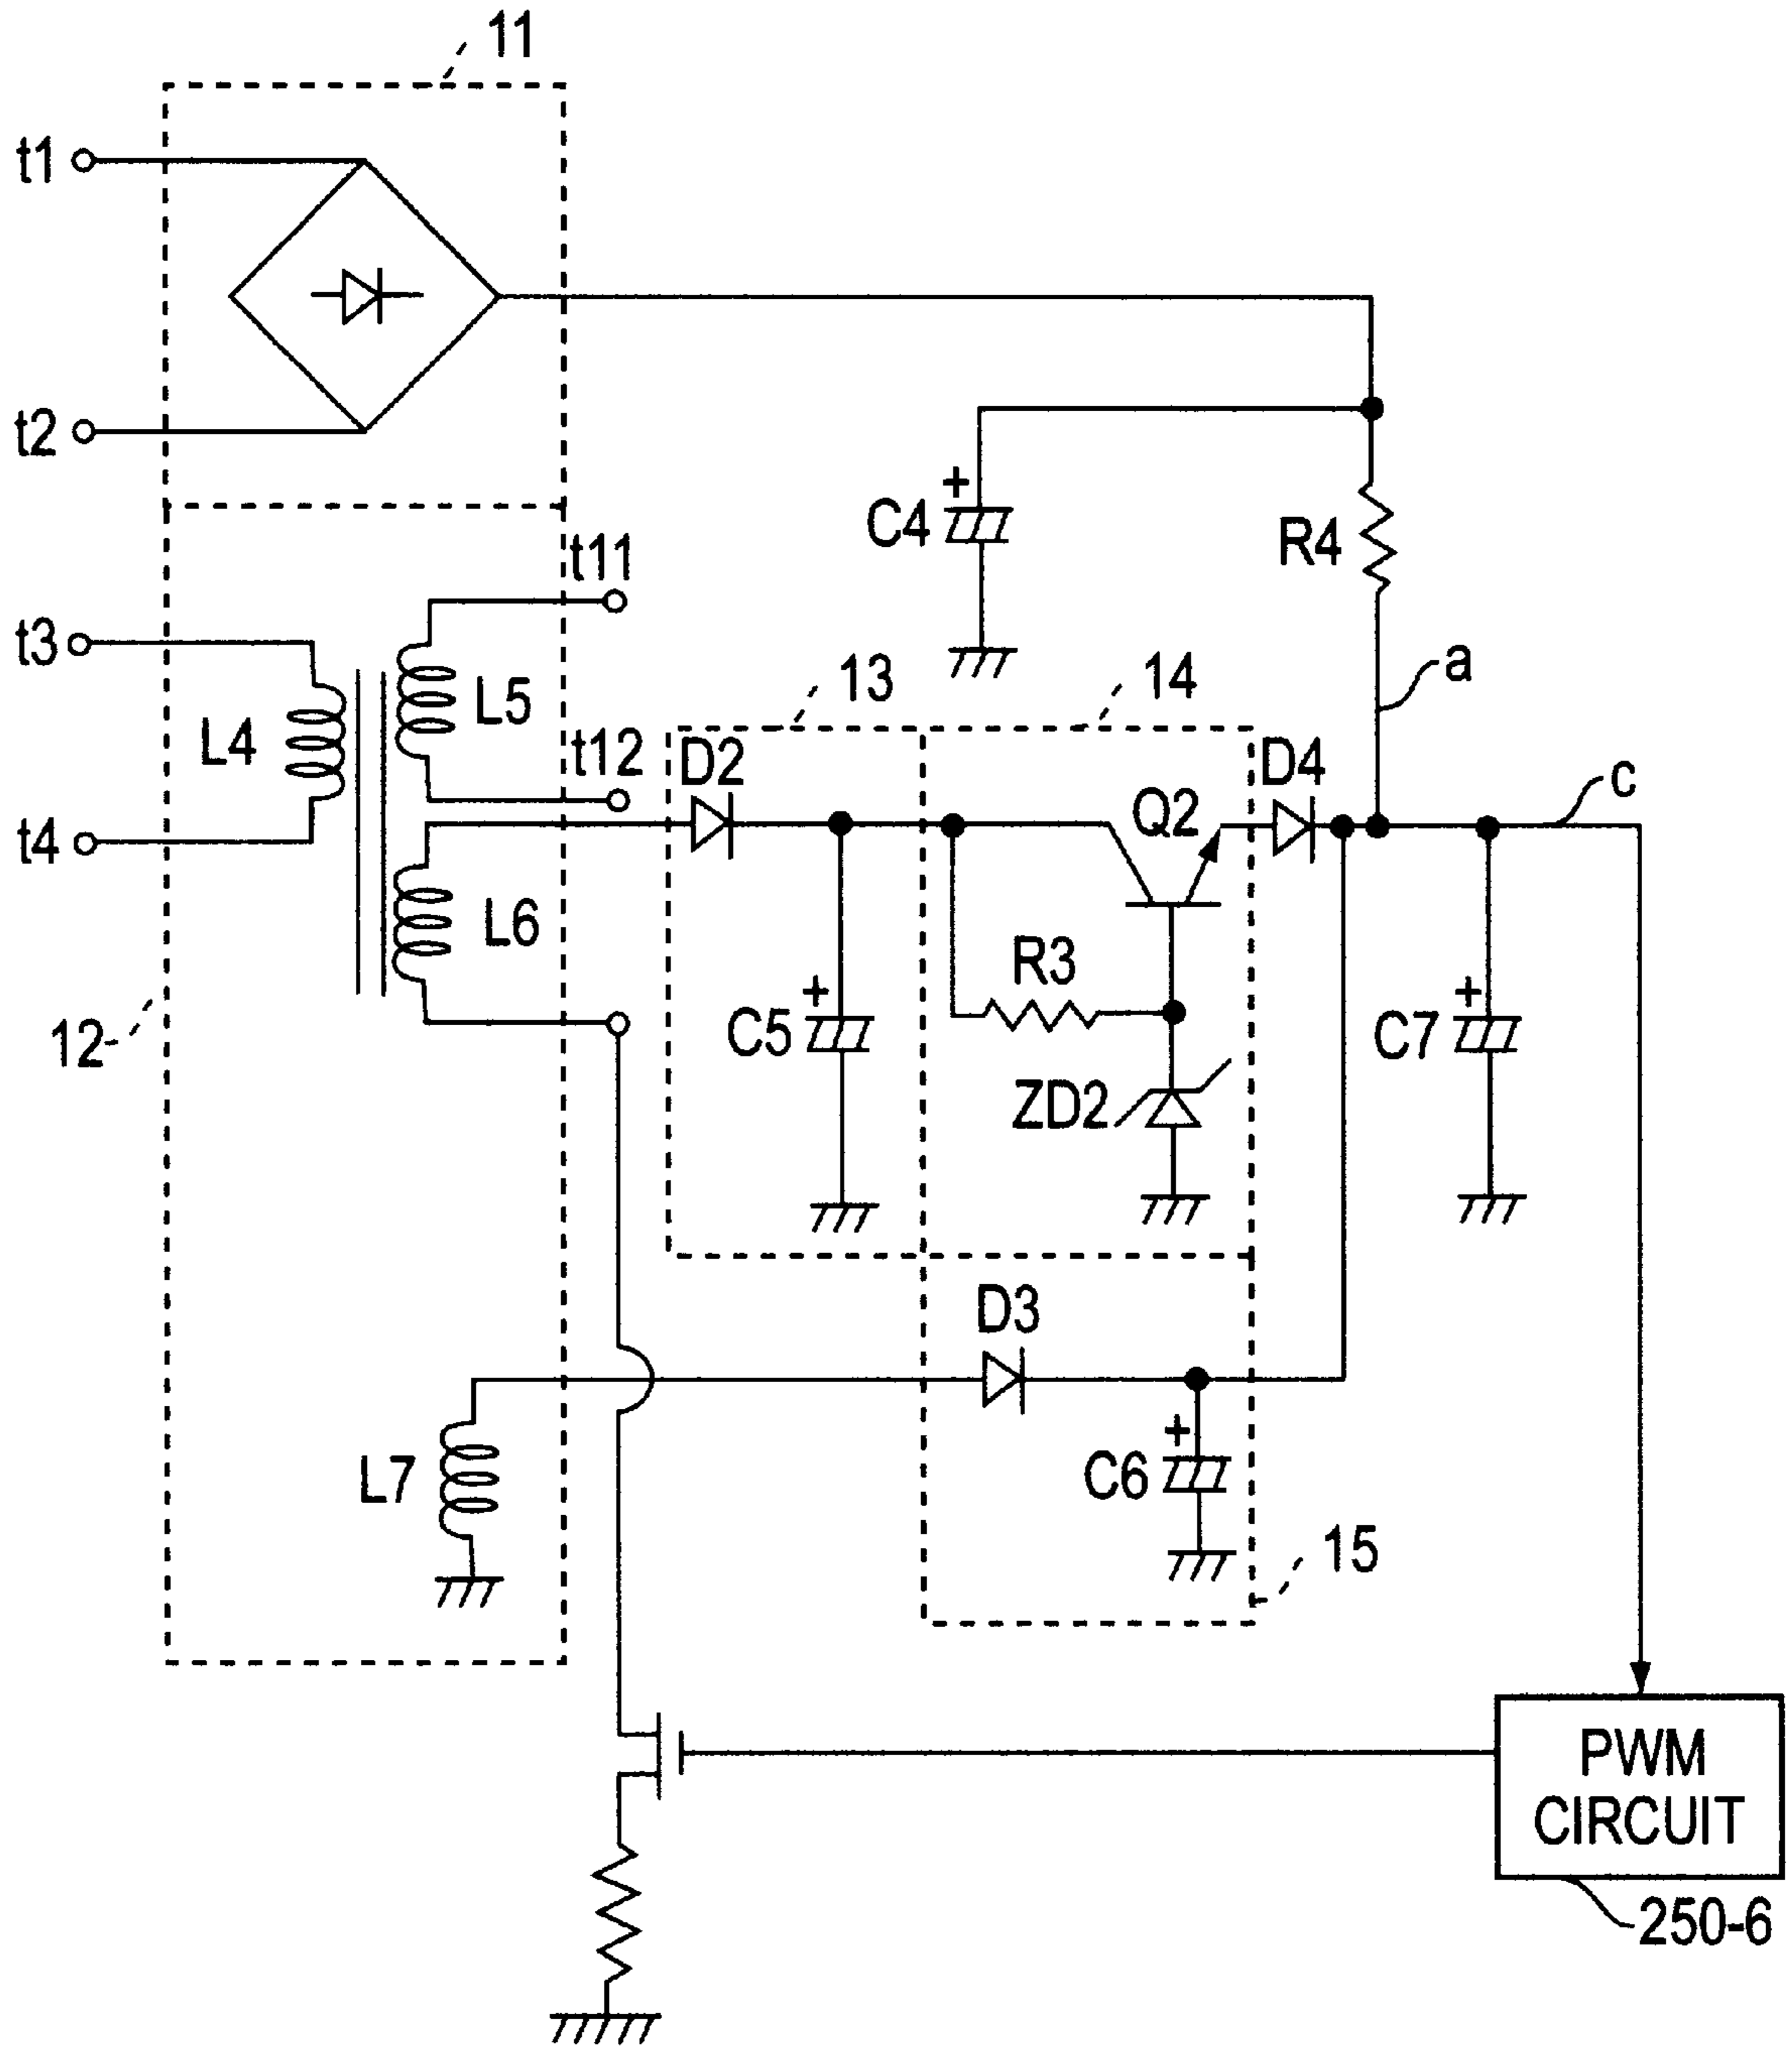 11
t1
t2
+
C4
R4
t11
t3
a
13
14
L5
L4
t12
D2
D4
c
Q2
t4
L6
R3
+
+
12
C5
C7
ZD2
D3
+
L7
C6
15
PWM
CIRCUIT
250-6